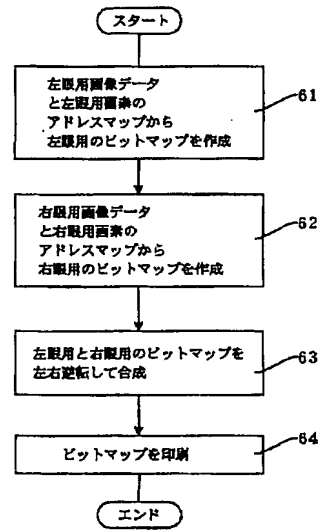 スタート
左眼用画像データ
と左眼用画素の
アドレスマップから
左眼用のビットマップを作成
61
右眼用画像データ
と右眼用画素の
アドレスマップから
右眼用のビットマップを作成
62
左眼用と右眼用のビットマップを
左右逆転して合成
63
ビットマップを印刷
64
エンド